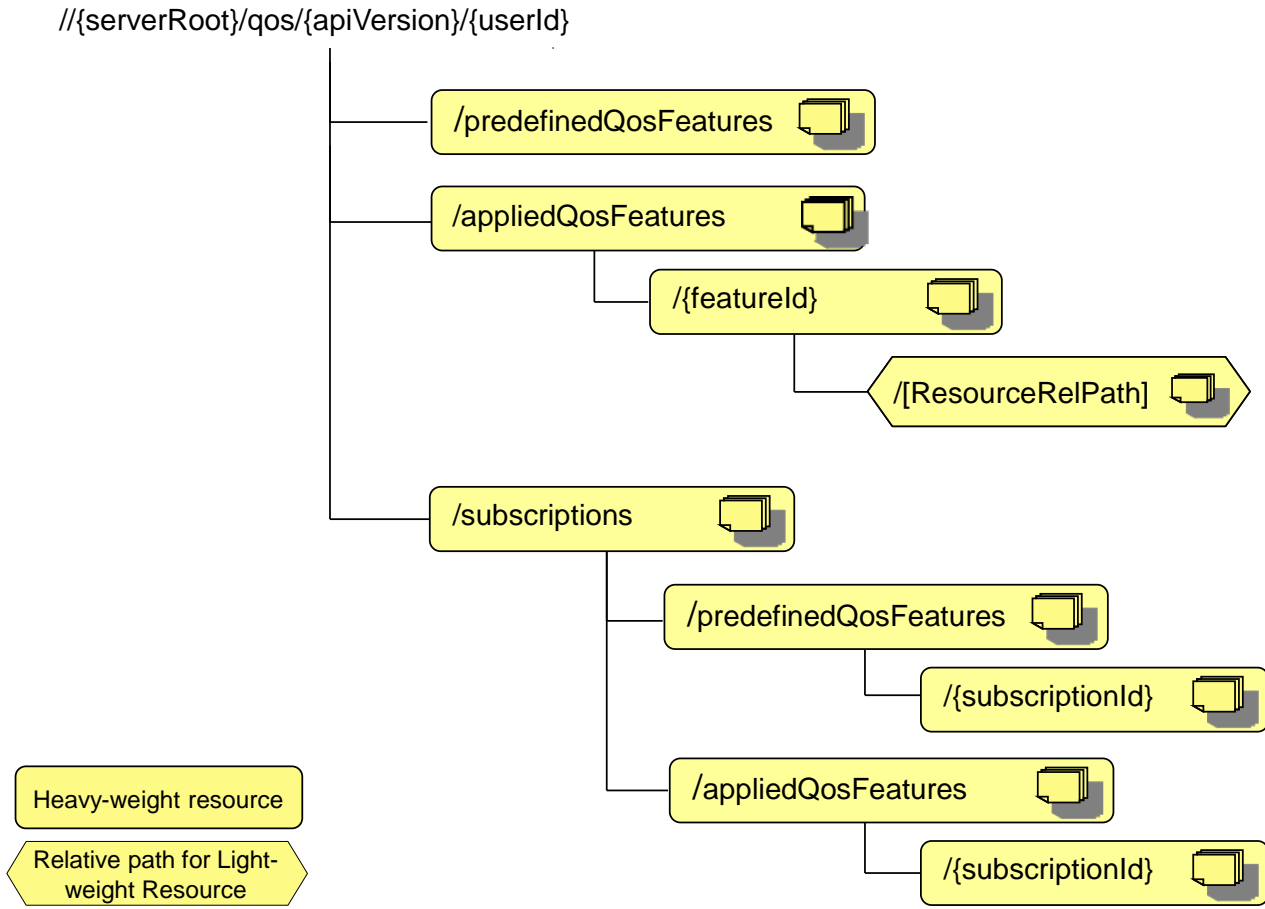 //{serverRoot}/qos/{apiVersion}/{userId}
/predefinedQosFeatures
/appliedQosFeatures
/{featureId}
/[ResourceRelPath]
/subscriptions
/predefinedQosFeatures
/{subscriptionId}
/appliedQosFeatures
/{subscriptionId}
Heavy-weight resource
Relative path for Light-
weight Resource